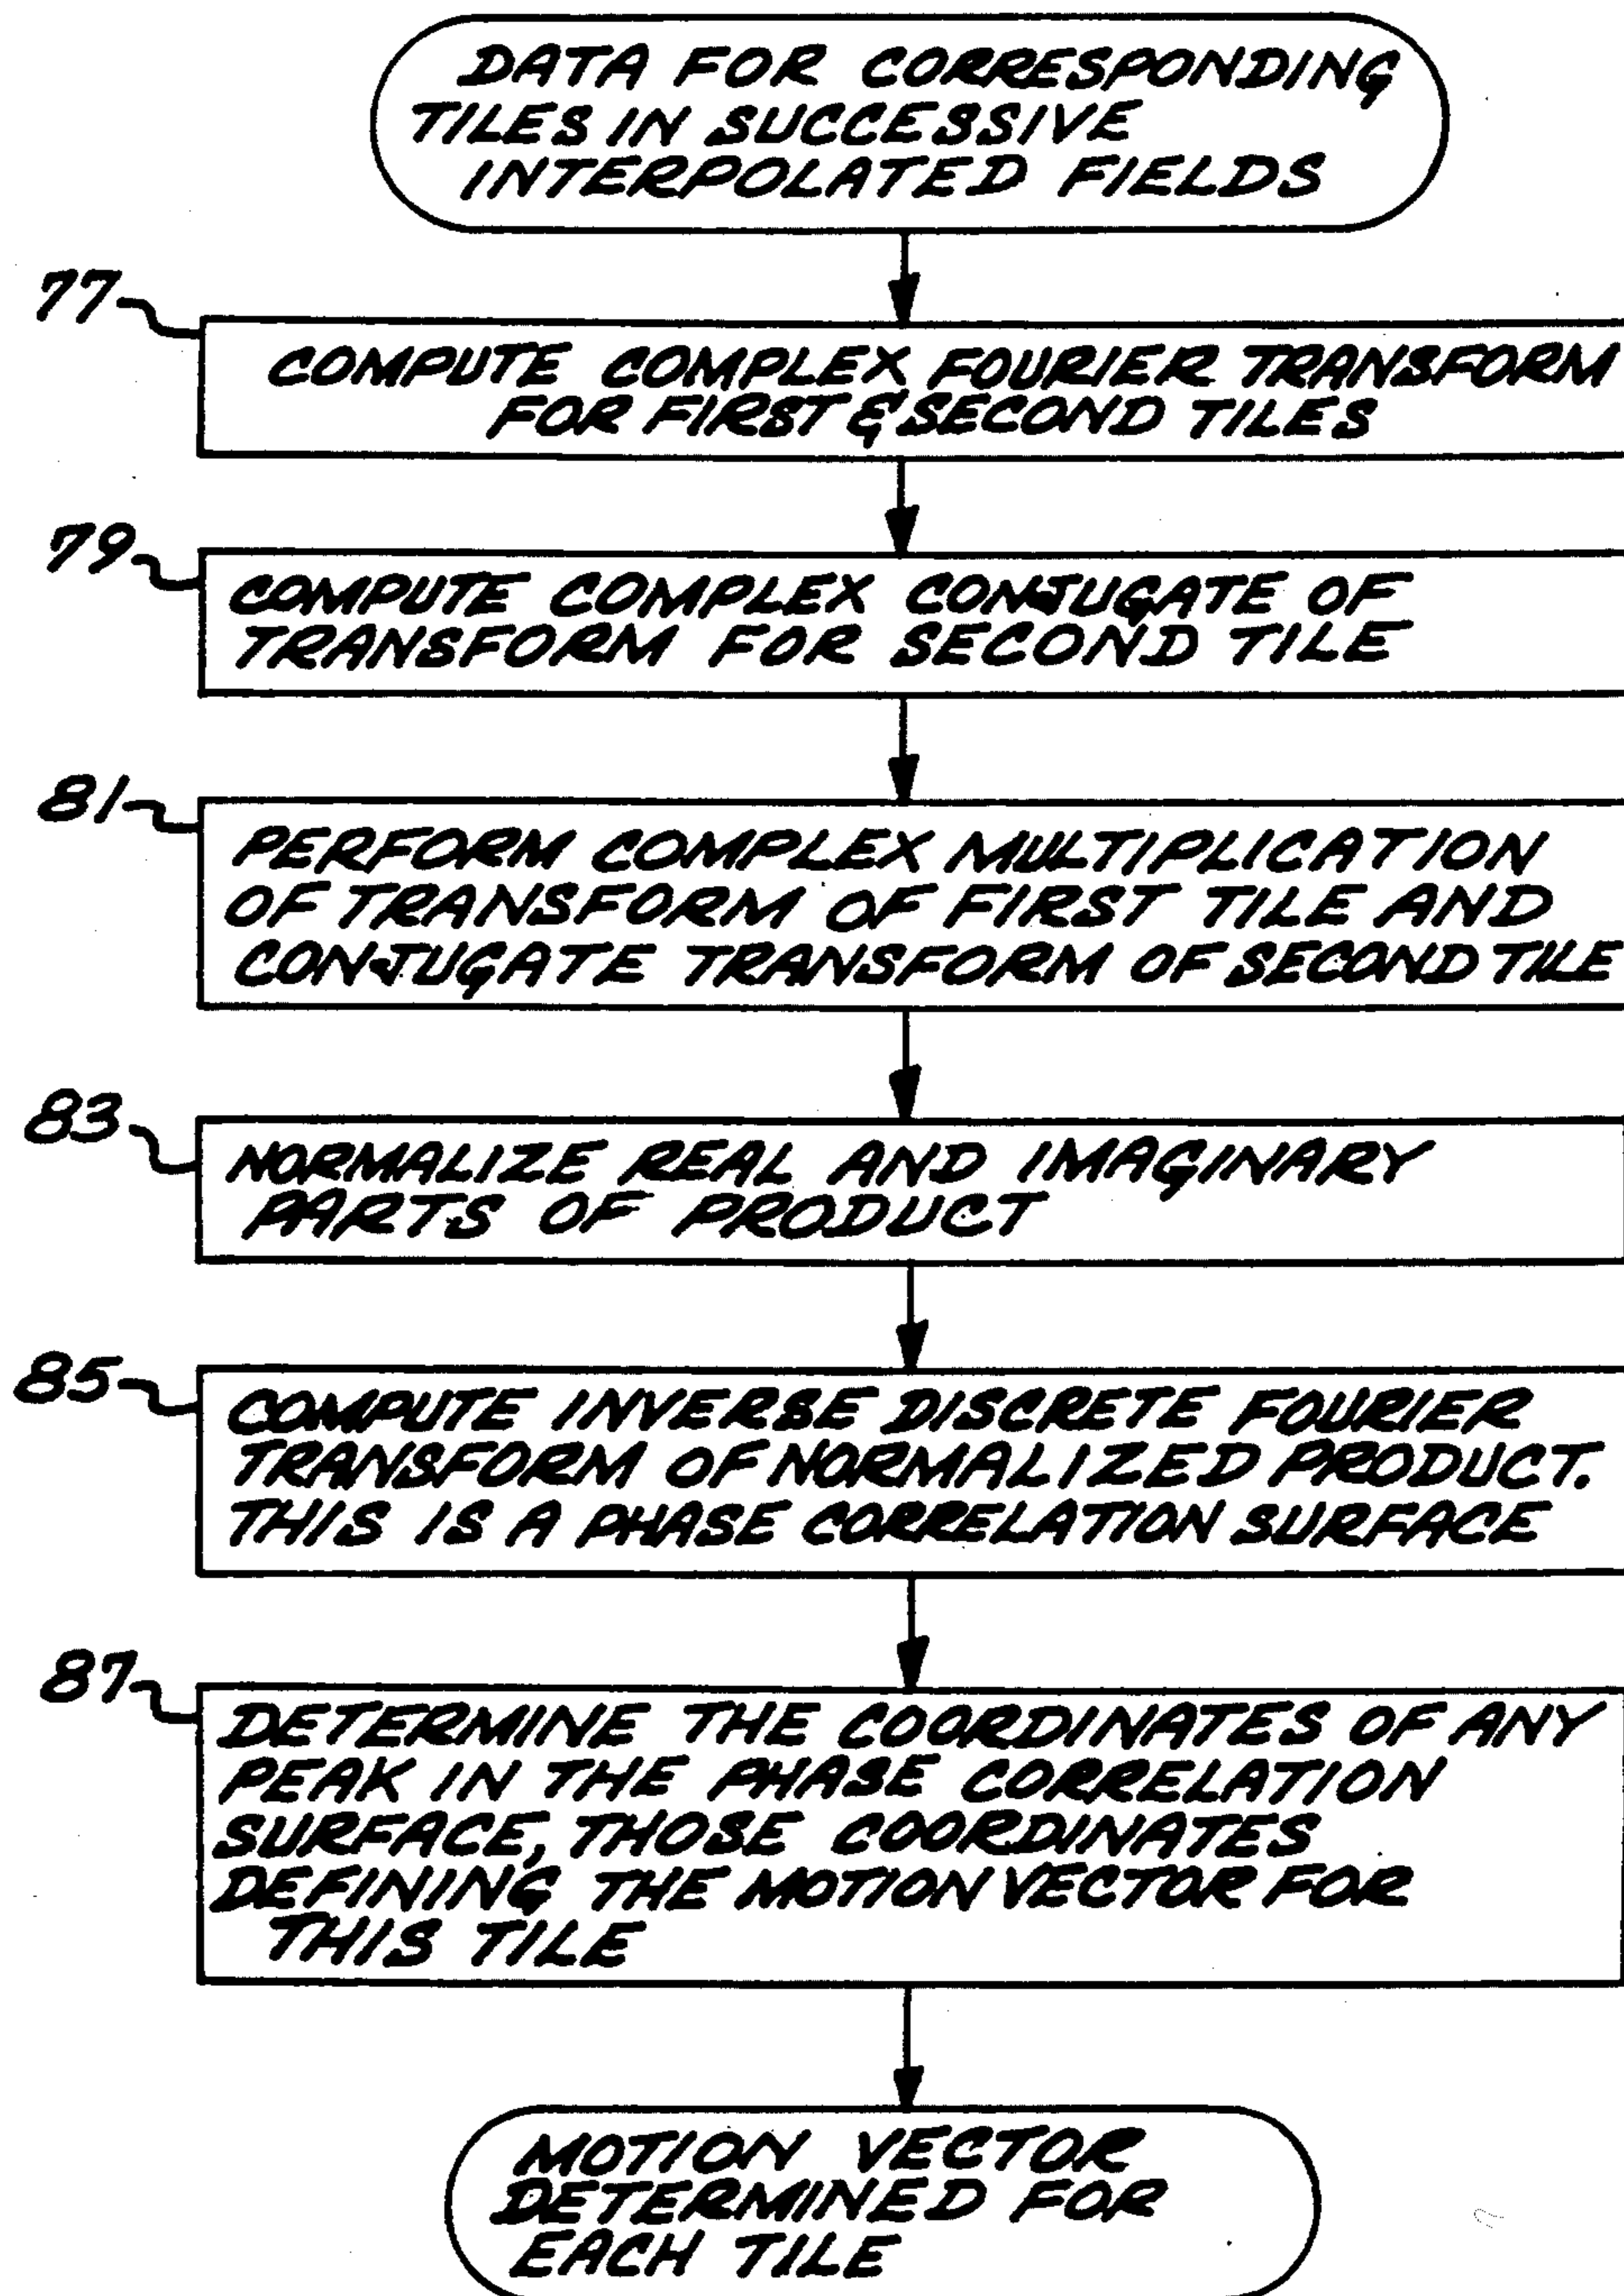 DATA FOR CORRESPONDING
TILES IN SUCCESSIVE
INTERPOLATED FIELDS
77
COMPUTE COMPLEX FOURIER TRANSFORM
FOR FIRST & SECOND TILES
79
COMPUTE COMPLEX CONJUGATE OF
TRANSFORM FOR SECOND TILE
81
PERFORM COMPLEX MULTIPLICATION
OF TRANSFORM OF FIRST TILE AND
CONJUGATE TRANSFORM OF SECOND TILE
83
NORMALIZE REAL AND IMAGINARY
PARTS OF PRODUCT
85
COMPUTE INVERSE DISCRETE FOURIER
TRANSFORM OF NORMALIZED PRODUCT.
THIS IS A PHASE CORRELATION SURFACE
87
DETERMINE THE COORDINATES OF ANY
PEAK IN THE PHASE CORRELATION
SURFACE, THOSE COORDINATES
DEFINING THE MOTION VECTOR FOR
THIS TILE
MOTION VECTOR
DETERMINED FOR
EACH TILE